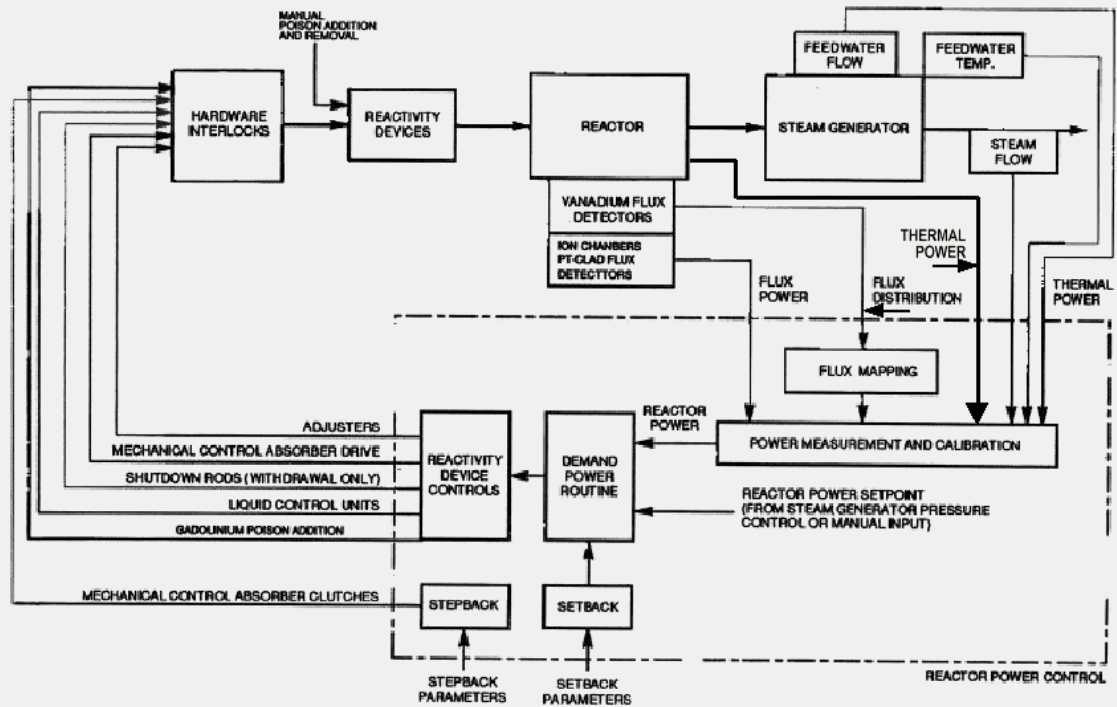 MANUAL
POISON ADDITION
AND REMOVAL
FEEDWATER
FLOW
FEEDWATER
TEMP.
HARDWARE
INTERLOCKS
REACTIVITY
DEVICES
REACTOR
STEAM GENERATOR
STEAM
FLOW
VANADIUM FLUX
DETECTORS
ION CHAMBERS
PT-CLAD FLUX
DETECTTORS
THERMAL
POWER
FLUX
POWER
FLUX
DISTRIBUTION
THERMAL
POWER
FLUX MAPPING
REACTOR
POWER
POWER MEASUREMENT AND CALIBRATION
ADJUSTERS
MECHANICAL CONTROL ABSORBER DRIVE
SHUTDOWN RODS (WITHDRAWAL ONLY)
LIQUID CONTROL UNITS
GADOLINIUM POISON ADDITION
REACTIVITY
DEVICE
CONTROLS
DEMAND
POWER
ROUTINE
REACTOR POWER SETPOINT
(FROM STEAM GENERATOR PRESSURE
CONTROL OR MANUAL INPUT)
MECHANICAL CONTROL ABSORBER CLUTCHES
STEPBACK
SETBACK
STEPBACK
PARAMETERS
SETBACK
PARAMETERS
REACTOR POWER CONTROL